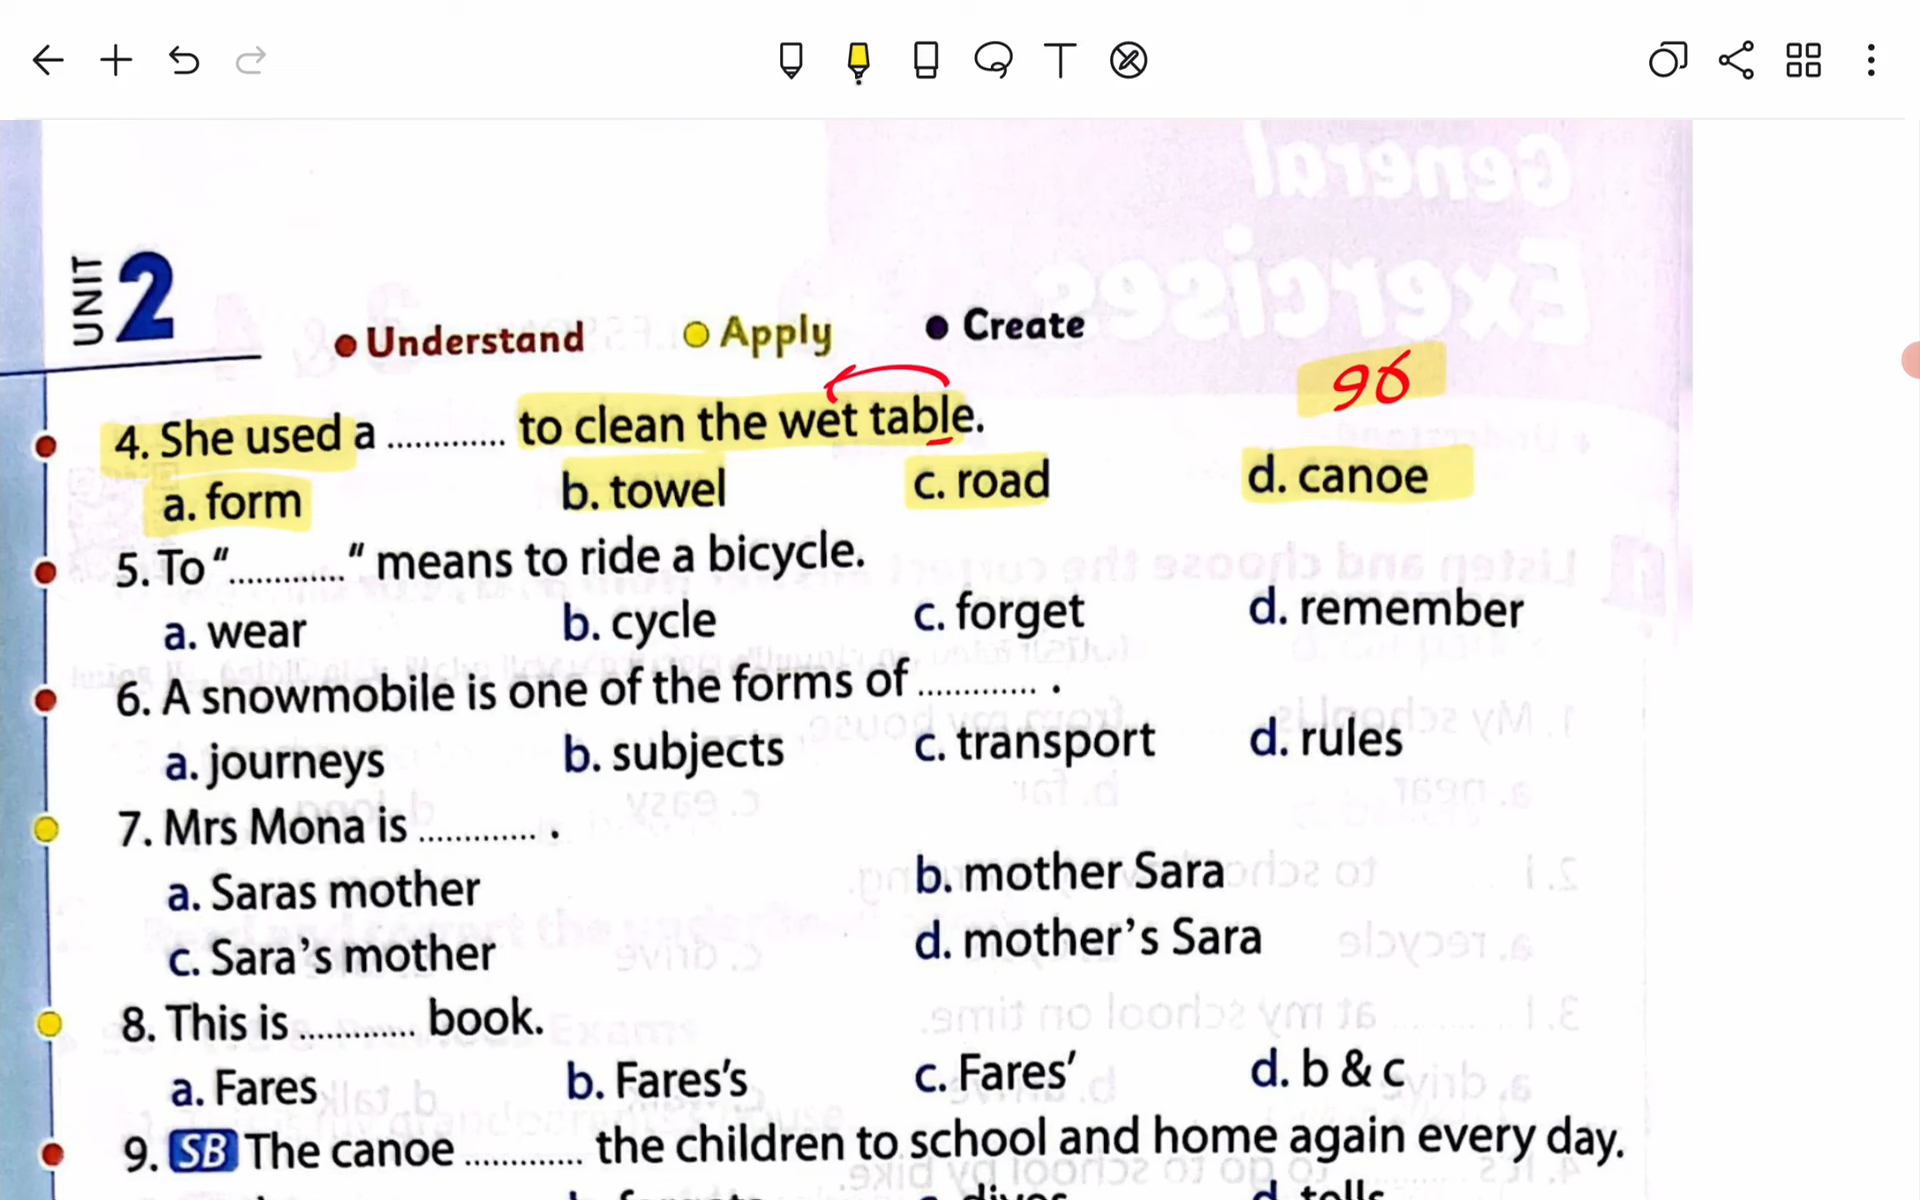 General
Exercises
UNIT 2
Understand Apply Create
96
4. She used a ............. to clean the wet table.
a. form b. towel c. road d. canoe
5. To “.............” means to ride a bicycle.
a. wear b. cycle c. forget d. remember
6. A snowmobile is one of the forms of ............. .
a. journeys b. subjects c. transport d. rules
7. Mrs Mona is ............. .
a. Saras mother b. mother Sara
c. Sara’s mother d. mother’s Sara
8. This is ............. book.
a. Fares b. Fares’s c. Fares’ d. b & c
9. SB The canoe ............. the children to school and home again every day.